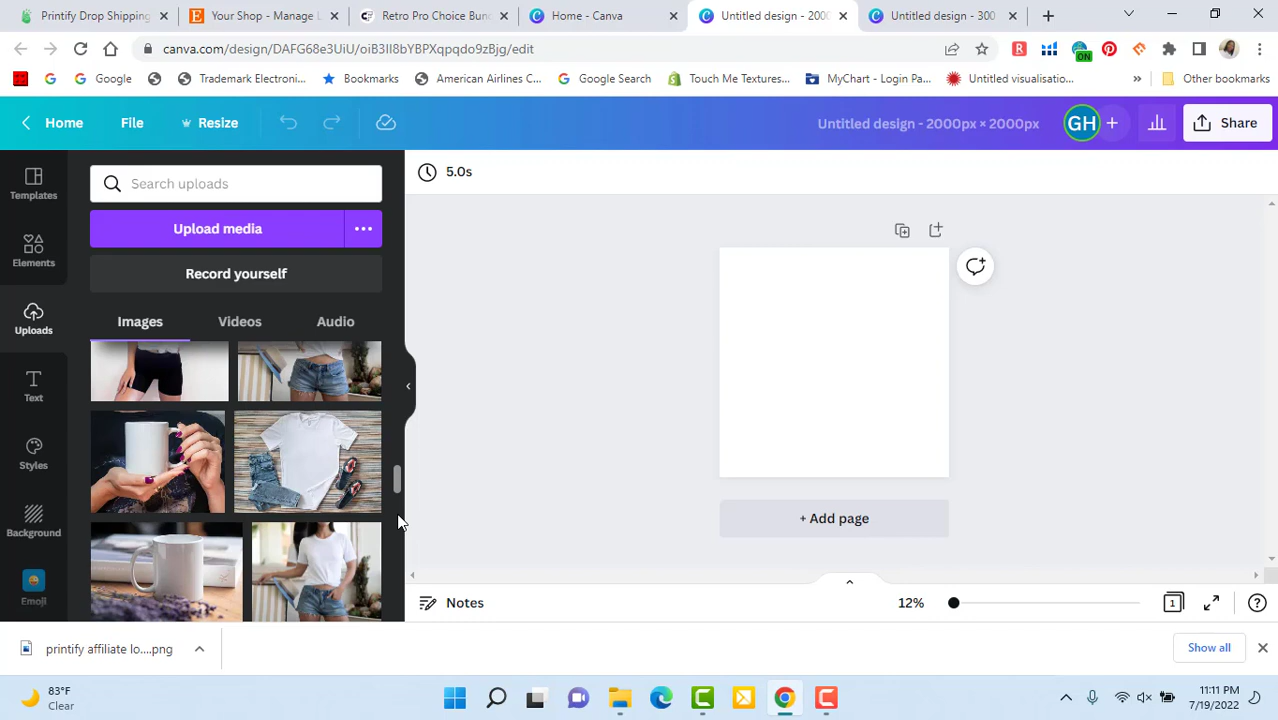 Printify Drop Shipping
Your Shop - Manage L
Retro Pro Choice Bun
Home - Canva
Untitled design - 200
Untitled design - 300
canva.com/design/DAFG68e3UiU/oiB3II8bYBPXqpqdo9zBjg/edit
Google
Trademark Electroni...
Bookmarks
American Airlines C...
Google Search
Touch Me Textures...
MyChart - Login Pa...
Untitled visualisatio...
»
Other bookmarks
ON
Home
File
Resize
Untitled design - 2000px × 2000px
GH
+
Share
Templates
Elements
Uploads
Text
Styles
Background
Emoji
Search uploads
Upload media
Record yourself
Images
Videos
Audio
5.0s
+ Add page
Notes
12%
1
printify affiliate lo....png
Show all
83°F
Clear
11:11 PM
7/19/2022